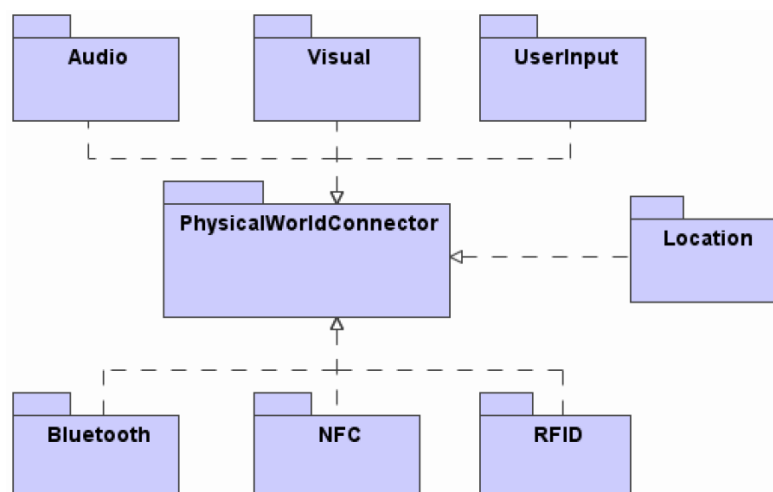 Audio
Visual
UserInput
PhysicalWorldConnector
Location
Bluetooth
NFC
RFID